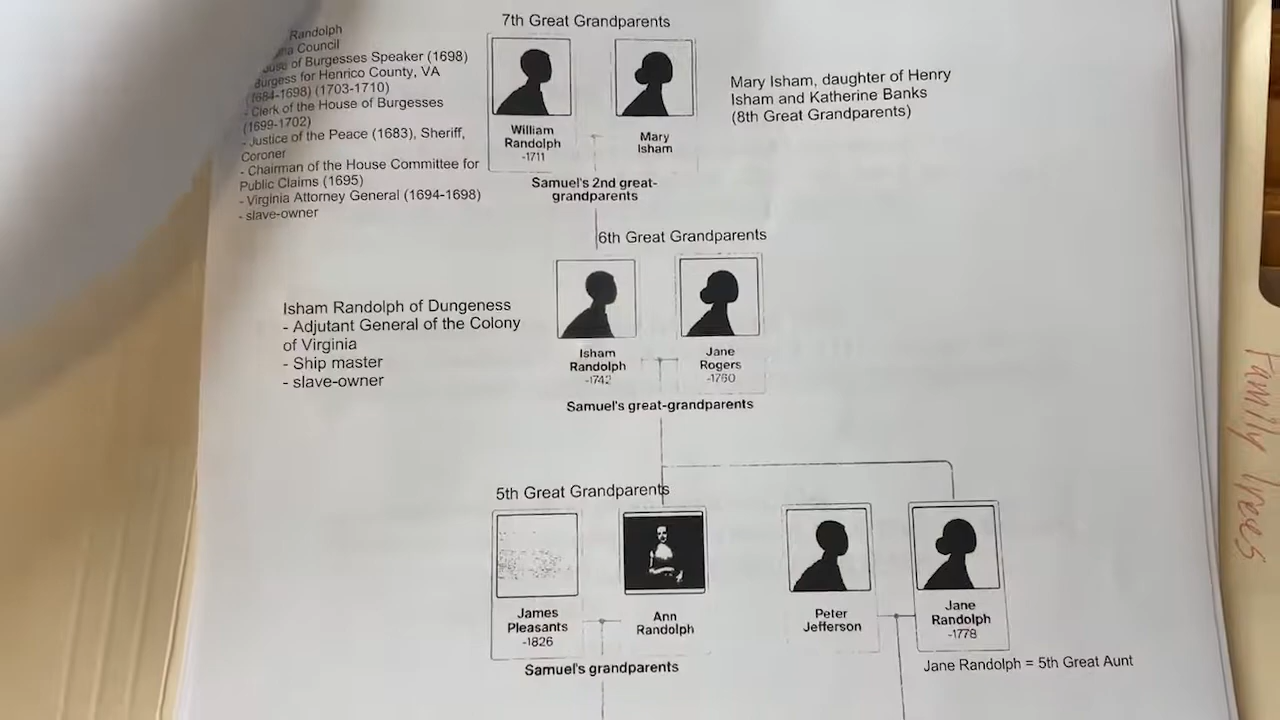 7th Great Grandparents
Randolph
Council
of Burgesses Speaker (1698)
Burgess for Henrico County, VA
(1684-1698) (1703-1710)
- Clerk of the House of Burgesses
(1699-1702)
- Justice of the Peace (1683), Sheriff,
Coroner
- Chairman of the House Committee for
Public Claims (1695)
- Virginia Attorney General (1694-1698)
- slave-owner
William
Randolph
-1711
Mary
Isham
Mary Isham, daughter of Henry
Isham and Katherine Banks
(8th Great Grandparents)
Samuel's 2nd great-
grandparents
6th Great Grandparents
Isham Randolph of Dungeness
- Adjutant General of the Colony
of Virginia
- Ship master
- slave-owner
Isham
Randolph
-1742
Jane
Rogers
-1760
Samuel's great-grandparents
5th Great Grandparents
James
Pleasants
-1826
Ann
Randolph
Peter
Jefferson
Jane
Randolph
-1778
Samuel's grandparents
Jane Randolph = 5th Great Aunt
Family Trees